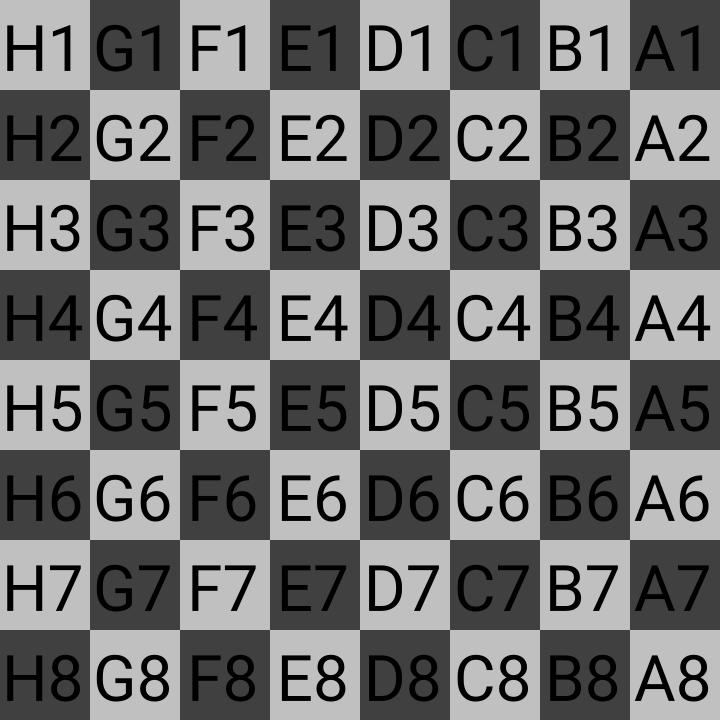 H1 G1 F1 E1 D1 C1 B1 A1
H2 G2 F2 E2 D2 C2 B2 A2
H3 G3 F3 E3 D3 C3 B3 A3
H4 G4 F4 E4 D4 C4 B4 A4
H5 G5 F5 E5 D5 C5 B5 A5
H6 G6 F6 E6 D6 C6 B6 A6
H7 G7 F7 E7 D7 C7 B7 A7
H8 G8 F8 E8 D8 C8 B8 A8